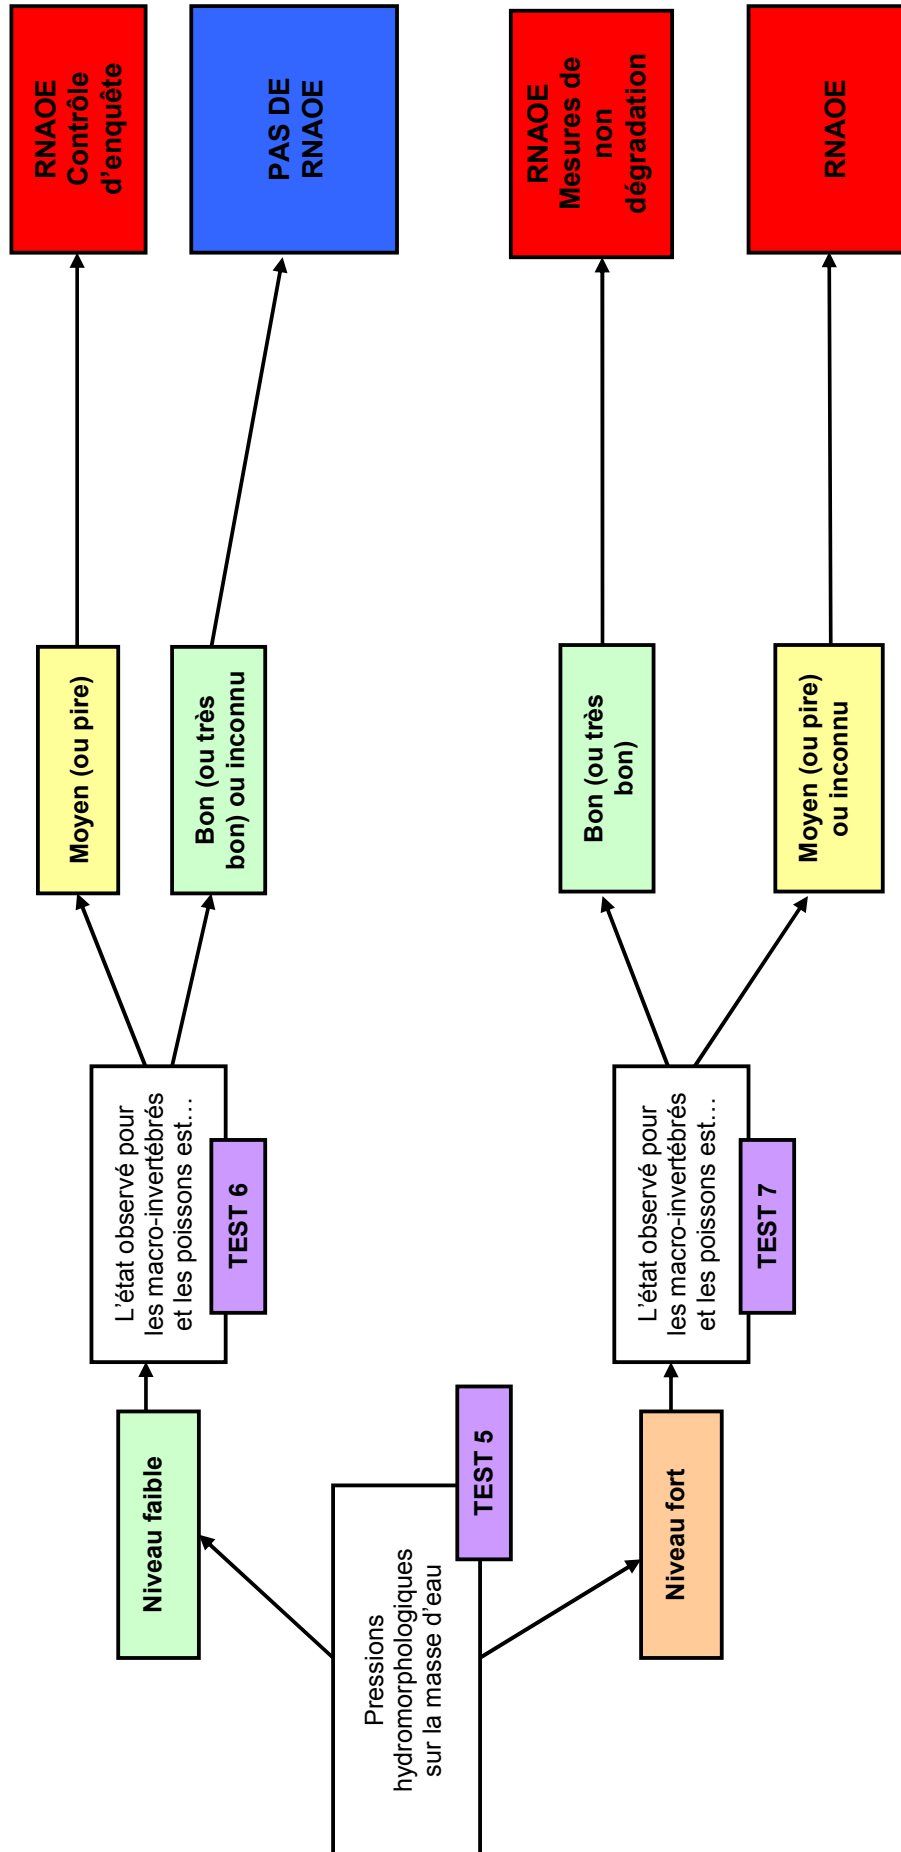 Pressions
hydromorphologiques
sur la masse d'eau
TEST 5
Niveau faible
L'état observé pour
les macro-invertébrés
et les poissons est…
TEST 6
Moyen (ou pire)
RNAOE
Contrôle
d'enquête
Bon (ou très
bon) ou inconnu
PAS DE
RNAOE
Niveau fort
L'état observé pour
les macro-invertébrés
et les poissons est…
TEST 7
Bon (ou très
bon)
RNAOE
Mesures de
non
dégradation
Moyen (ou pire)
ou inconnu
RNAOE